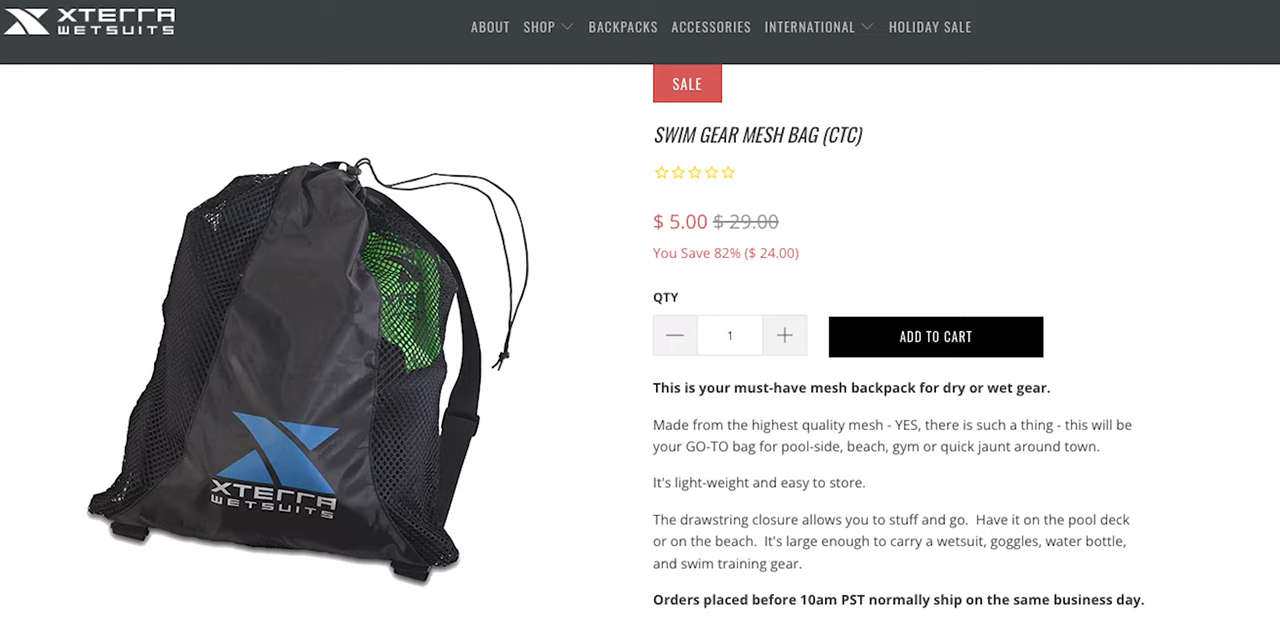 XTERRA
WETSUITS
ABOUT SHOP BACKPACKS ACCESSORIES INTERNATIONAL HOLIDAY SALE
SALE
SWIM GEAR MESH BAG (CTC)
$ 5.00 $ 29.00
You Save 82% ($ 24.00)
QTY
1
ADD TO CART
This is your must-have mesh backpack for dry or wet gear.
Made from the highest quality mesh - YES, there is such a thing - this will
be your GO-TO bag for pool-side, beach, gym or quick jaunt around town.
It's light-weight and easy to store.
The drawstring closure allows you to stuff and go. Have it on the pool deck
or on the beach. It's large enough to carry a wetsuit, goggles, water bottle,
and swim training gear.
Orders placed before 10am PST normally ship on the same business day.
XTERRA
WETSUITS